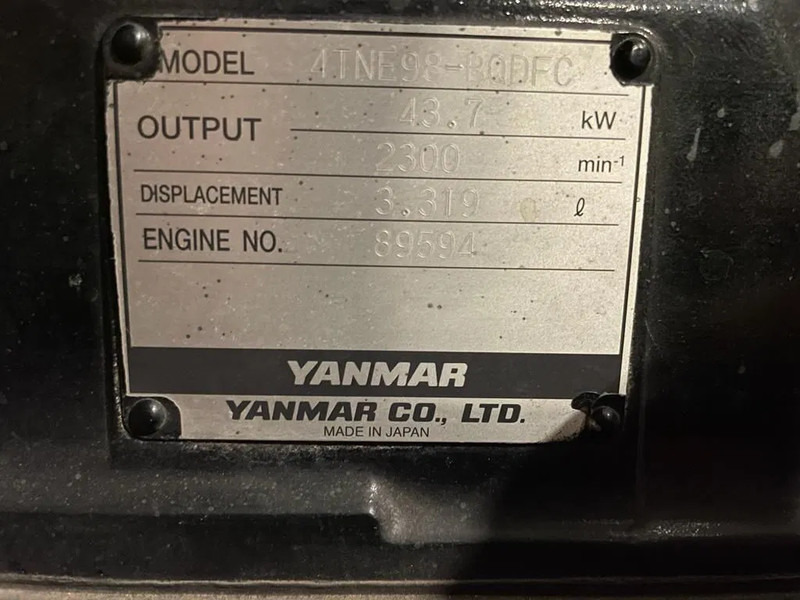 MODEL 4TNE98-BQDFC
OUTPUT 43.7 kW
2300 min-1
DISPLACEMENT 3.319 ℓ
ENGINE NO. 89594
YANMAR
YANMAR CO., LTD.
MADE IN JAPAN